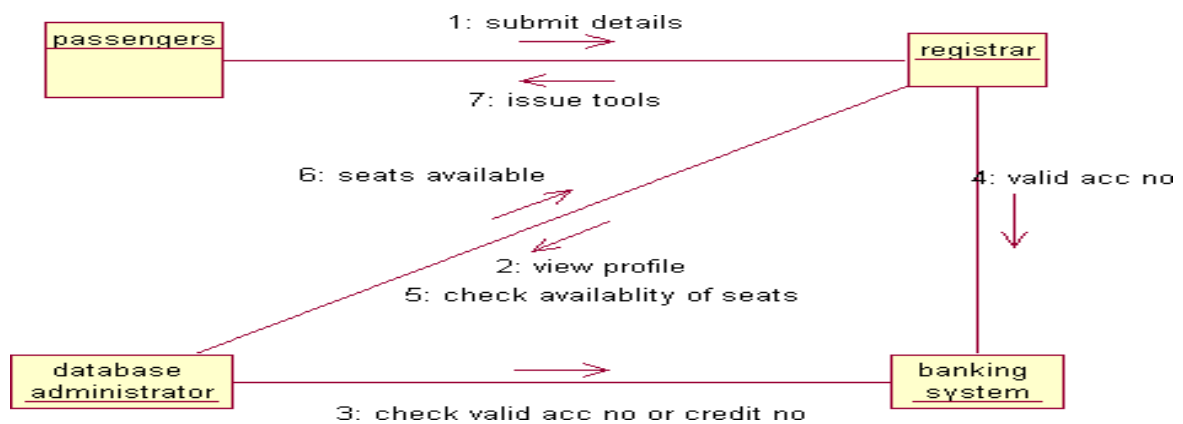 1: submit details
passengers
registrar
7: issue tools
6: seats available
4: valid acc no
2: view profile
5: check availablity of seats
database
administrator
banking
system
3: check valid acc no or credit no